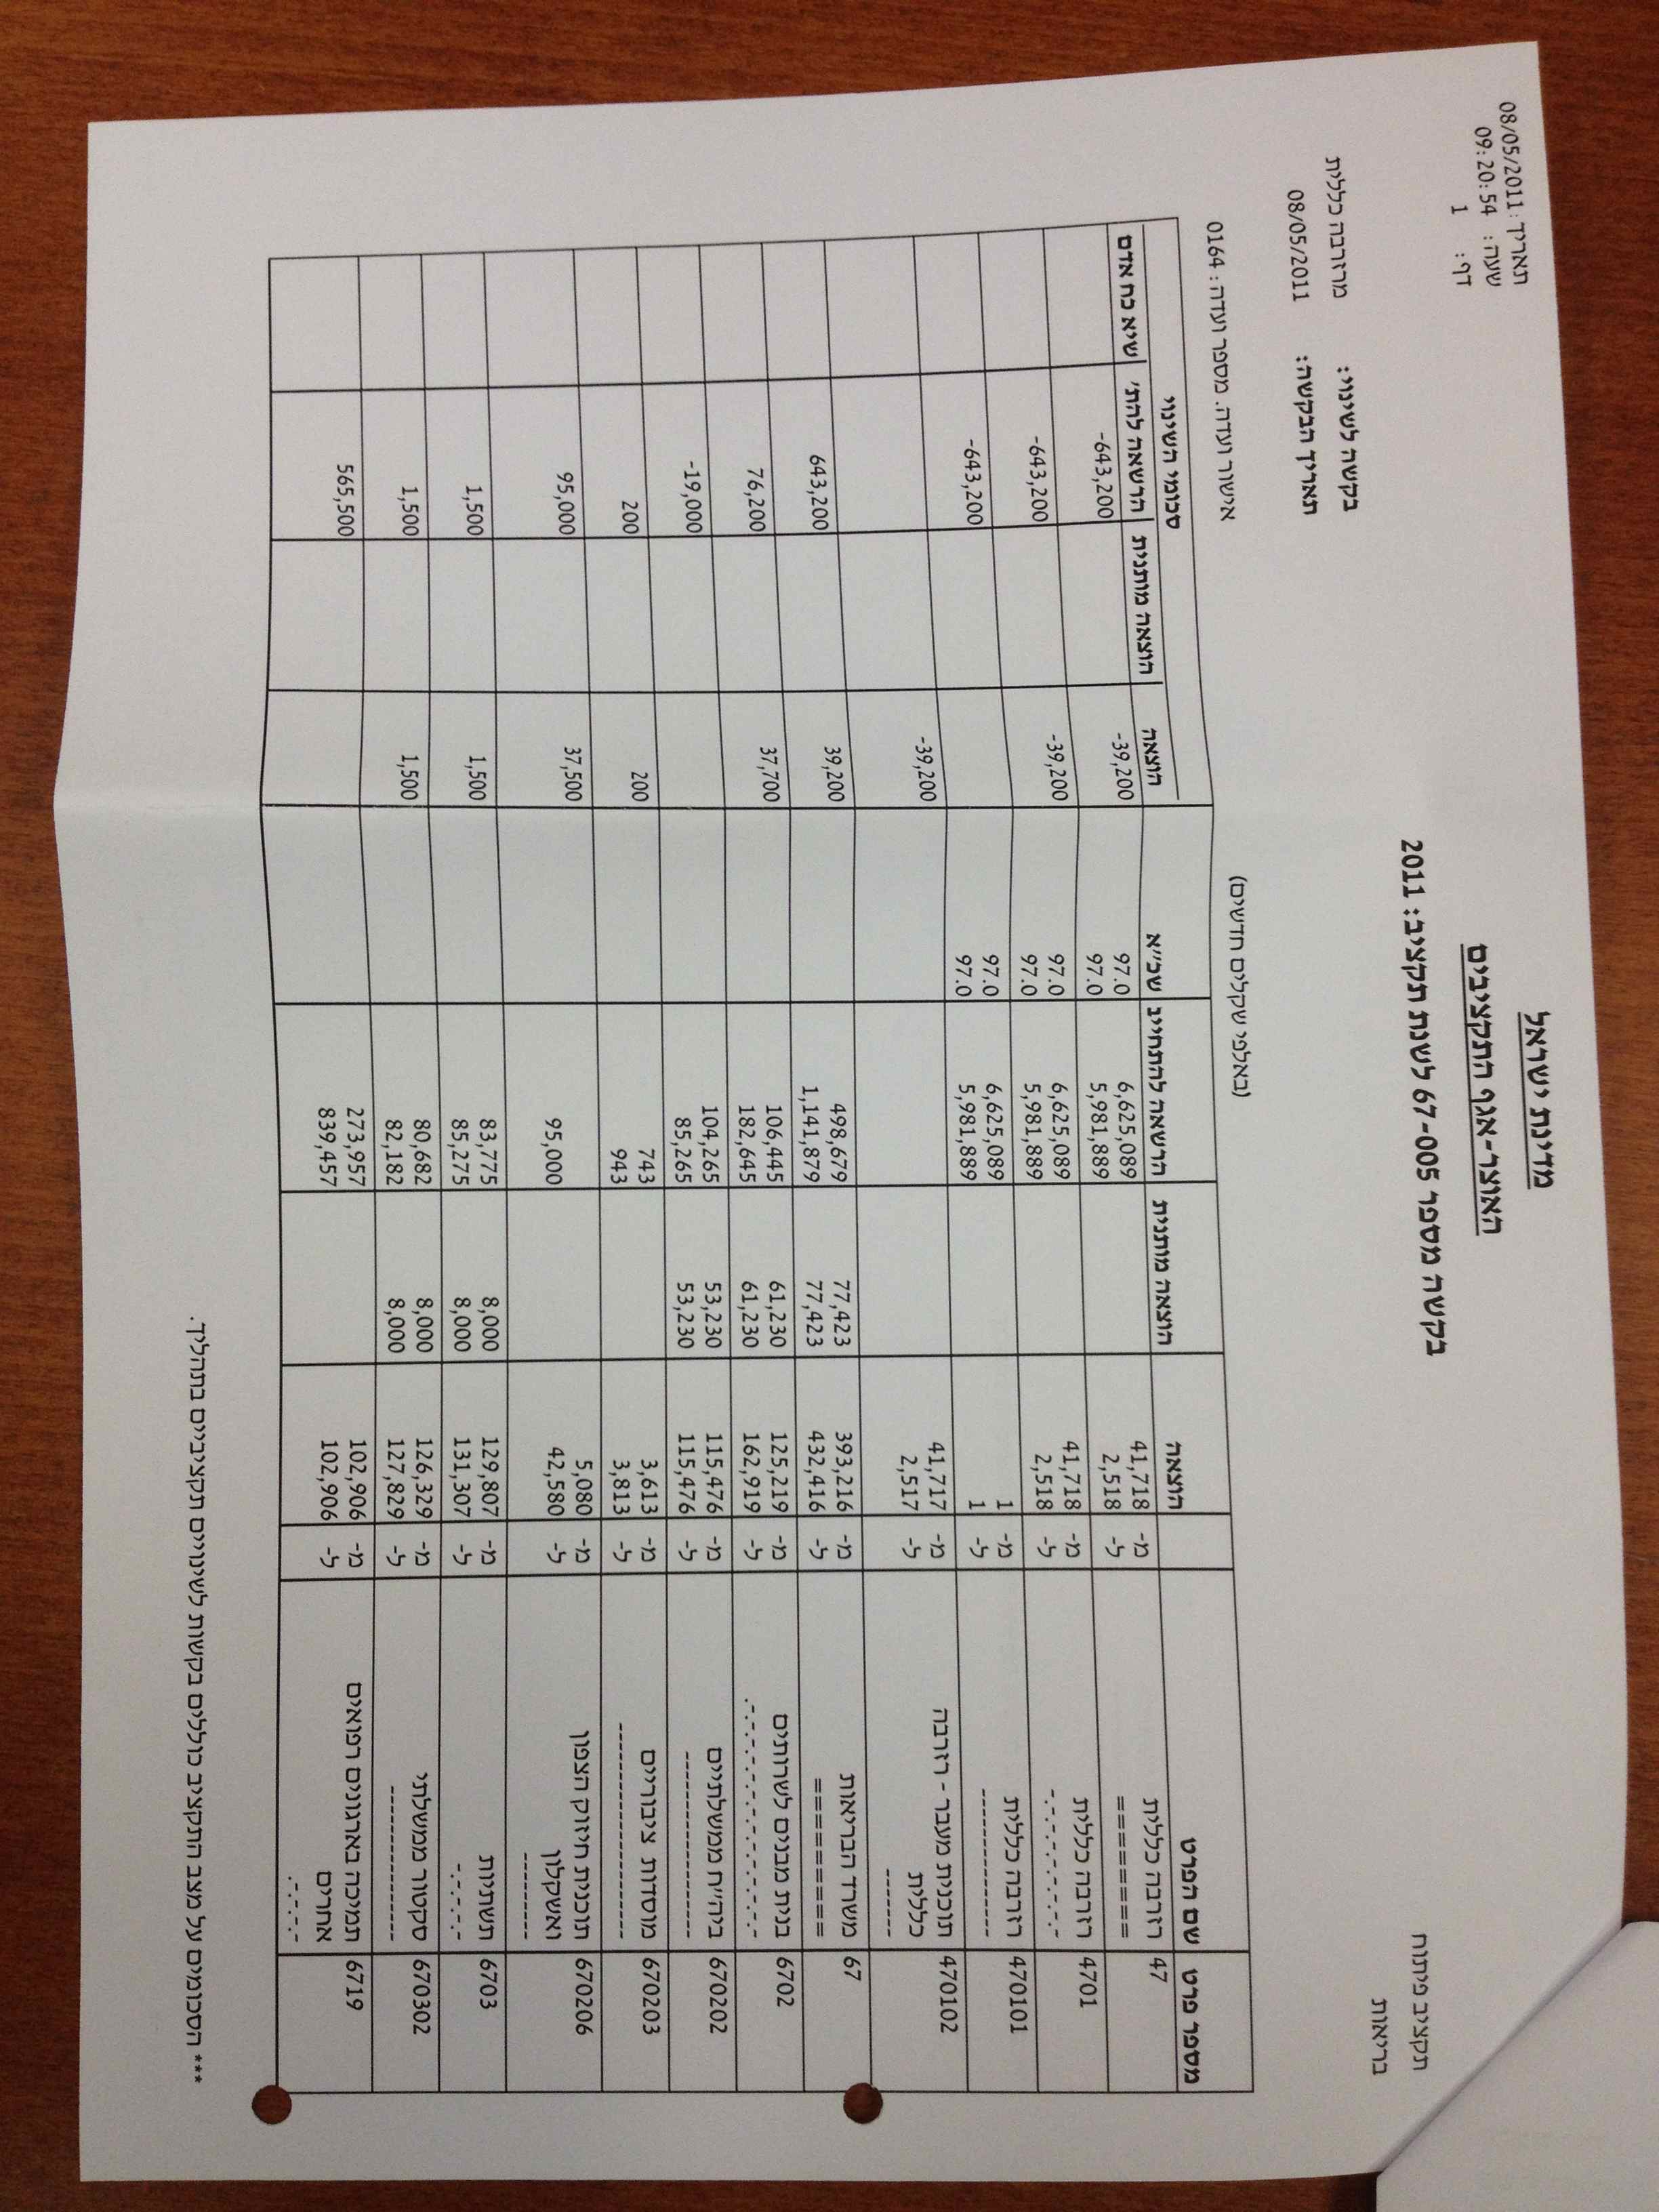 תאריך: 08/05/2011
שעה: 09:20:54
דף: 1
מדינת ישראל
האוצר-אגף התקציבים
בקשה מספר 67-005 לשנת תקציב: 2011
תקציב פיתוח
בריאות
בקשה לשינוי: מרזרבה כללית
תאריך הבקשה: 08/05/2011
(באלפי שקלים חדשים)
אישור ועדה. מספר ועדה: 0164
סכומי השינוי
מספר פרט שם הפרט הוצאה הוצאה מותנית הרשאה להתחייב שכ"א הוצאה הוצאה מותנית הרשאה להת' שיא כח אדם
47 רזרבה כללית מ- 41,718 6,625,089 97.0 -39,200 -643,200
======== ל- 2,518 5,981,889 97.0
4701 רזרבה כללית מ- 41,718 6,625,089 97.0 -39,200 -643,200
-.-.-.-.-.-.- ל- 2,518 5,981,889 97.0
470101 רזרבה כללית מ- 1 6,625,089 97.0 -643,200
------------- ל- 1 5,981,889 97.0
470102 תוכנית מעבר - רזרבה מ- 41,717 -39,200
כללית ל- 2,517
-------
67 משרד הבריאות מ- 393,216 77,423 498,679 39,200 643,200
========= ל- 432,416 77,423 1,141,879
6702 בנית מבנים לשרותים מ- 125,219 61,230 106,445 37,700 76,200
-.-.-.-.-.-.-.-.-.-.-. ל- 162,919 61,230 182,645
670202 ביה"ח ממשלתיים מ- 115,476 53,230 104,265 -19,000
----------------- ל- 115,476 53,230 85,265
670203 מוסדות ציבוריים מ- 3,613 743 200 200
------------------- ל- 3,813 943
670206 תוכנית חיזוק הצפון מ- 5,080 37,500 95,000
ואשקלון ל- 42,580 95,000
---------
6703 תשתיות מ- 129,807 8,000 83,775 1,500 1,500
-.-.-.-.- ל- 131,307 8,000 85,275
670302 סקטור ממשלתי מ- 126,329 8,000 80,682 1,500 1,500
-------------- ל- 127,829 8,000 82,182
6719 תמיכה בארגונים רפואים מ- 102,906 273,957 565,500
אחרים ל- 102,906 839,457
-.-.-.-
*** הסכומים על מצב התקציב כוללים בקשות לשינויים תקציביים בתהליך.